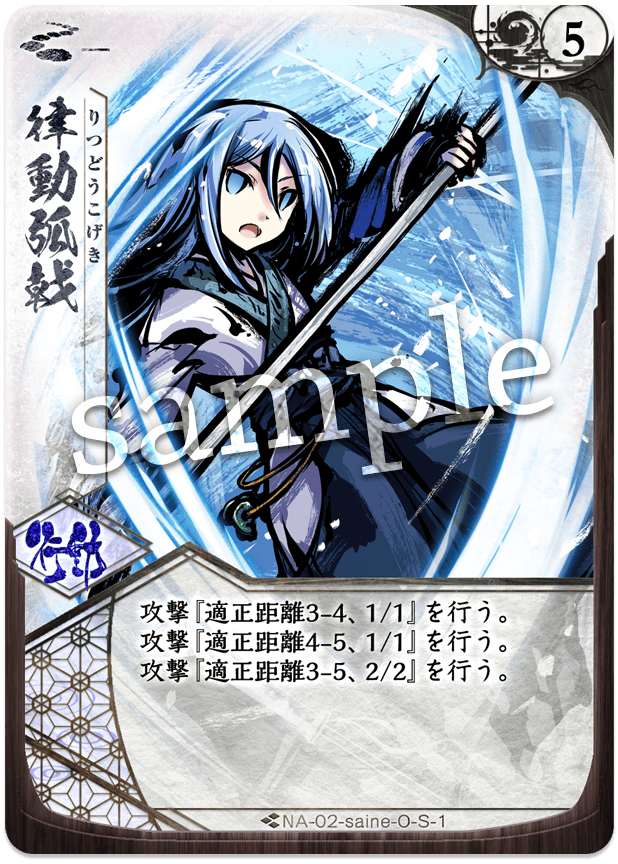 5
律動弧戟
りつどうこげき
sample
行動
攻撃『適正距離3-4、1/1』を行う。
攻撃『適正距離4-5、1/1』を行う。
攻撃『適正距離3-5、2/2』を行う。
NA-02-saine-O-S-1